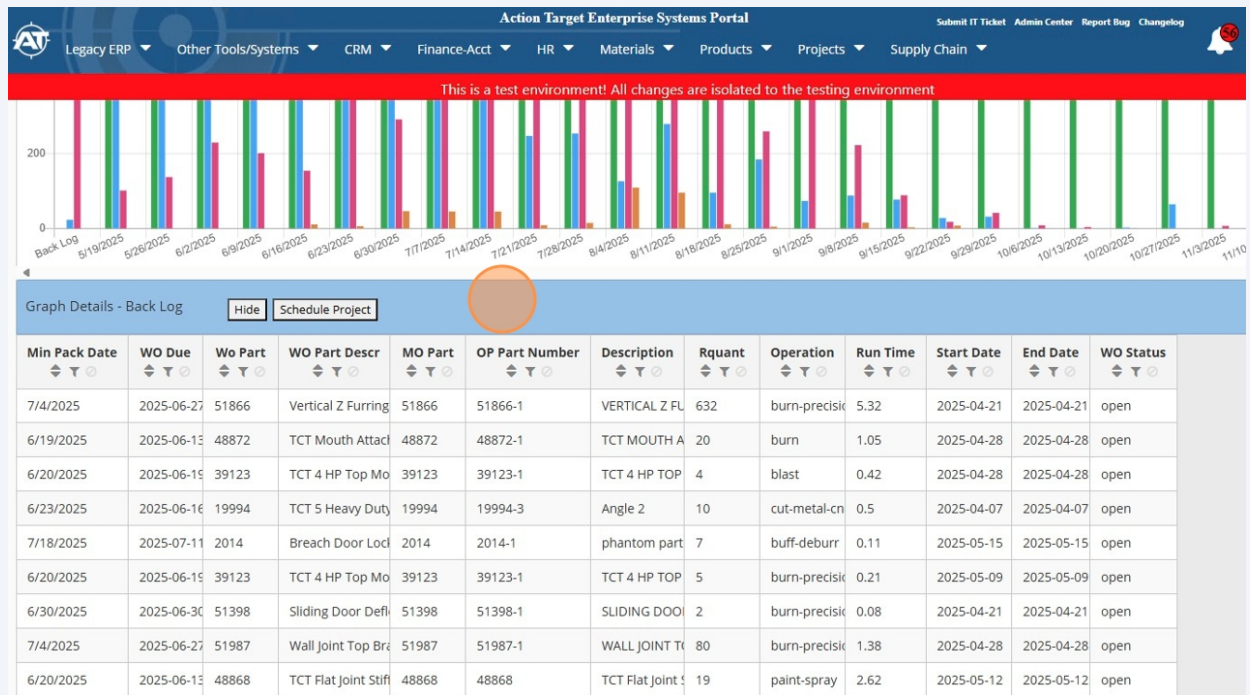 Action Target Enterprise Systems Portal
Submit IT Ticket Admin Center Report Bug Changelog
AT
Legacy ERP Other Tools/Systems CRM Finance-Acct HR Materials Products Projects Supply Chain
56
This is a test environment! All changes are isolated to the testing environment
200
0
Back Log 5/19/2025 5/26/2025 6/2/2025 6/9/2025 6/16/2025 6/23/2025 6/30/2025 7/7/2025 7/14/2025 7/21/2025 7/28/2025 8/4/2025 8/11/2025 8/18/2025 8/25/2025 9/1/2025 9/8/2025 9/15/2025 9/22/2025 9/29/2025 10/6/2025 10/13/2025 10/20/2025 10/27/2025 11/3/2025 11/10
Graph Details - Back Log Hide Schedule Project
Min Pack Date WO Due Wo Part WO Part Descr MO Part OP Part Number Description Rquant Operation Run Time Start Date End Date WO Status
7/4/2025 2025-06-27 51866 Vertical Z Furring 51866 51866-1 VERTICAL Z FU 632 burn-precisio 5.32 2025-04-21 2025-04-21 open
6/19/2025 2025-06-13 48872 TCT Mouth Attach 48872 48872-1 TCT MOUTH A 20 burn 1.05 2025-04-28 2025-04-28 open
6/20/2025 2025-06-19 39123 TCT 4 HP Top Mo 39123 39123-1 TCT 4 HP TOP 4 blast 0.42 2025-04-28 2025-04-28 open
6/23/2025 2025-06-16 19994 TCT 5 Heavy Duty 19994 19994-3 Angle 2 10 cut-metal-cn 0.5 2025-04-07 2025-04-07 open
7/18/2025 2025-07-11 2014 Breach Door Lock 2014 2014-1 phantom part 7 buff-deburr 0.11 2025-05-15 2025-05-15 open
6/20/2025 2025-06-19 39123 TCT 4 HP Top Mo 39123 39123-1 TCT 4 HP TOP 5 burn-precisio 0.21 2025-05-09 2025-05-09 open
6/30/2025 2025-06-30 51398 Sliding Door Defl 51398 51398-1 SLIDING DOO 2 burn-precisio 0.08 2025-04-21 2025-04-21 open
7/4/2025 2025-06-27 51987 Wall Joint Top Bra 51987 51987-1 WALL JOINT TO 80 burn-precisio 1.38 2025-04-28 2025-04-28 open
6/20/2025 2025-06-13 48868 TCT Flat Joint Stiff 48868 48868 TCT Flat Joint S 19 paint-spray 2.62 2025-05-12 2025-05-12 open